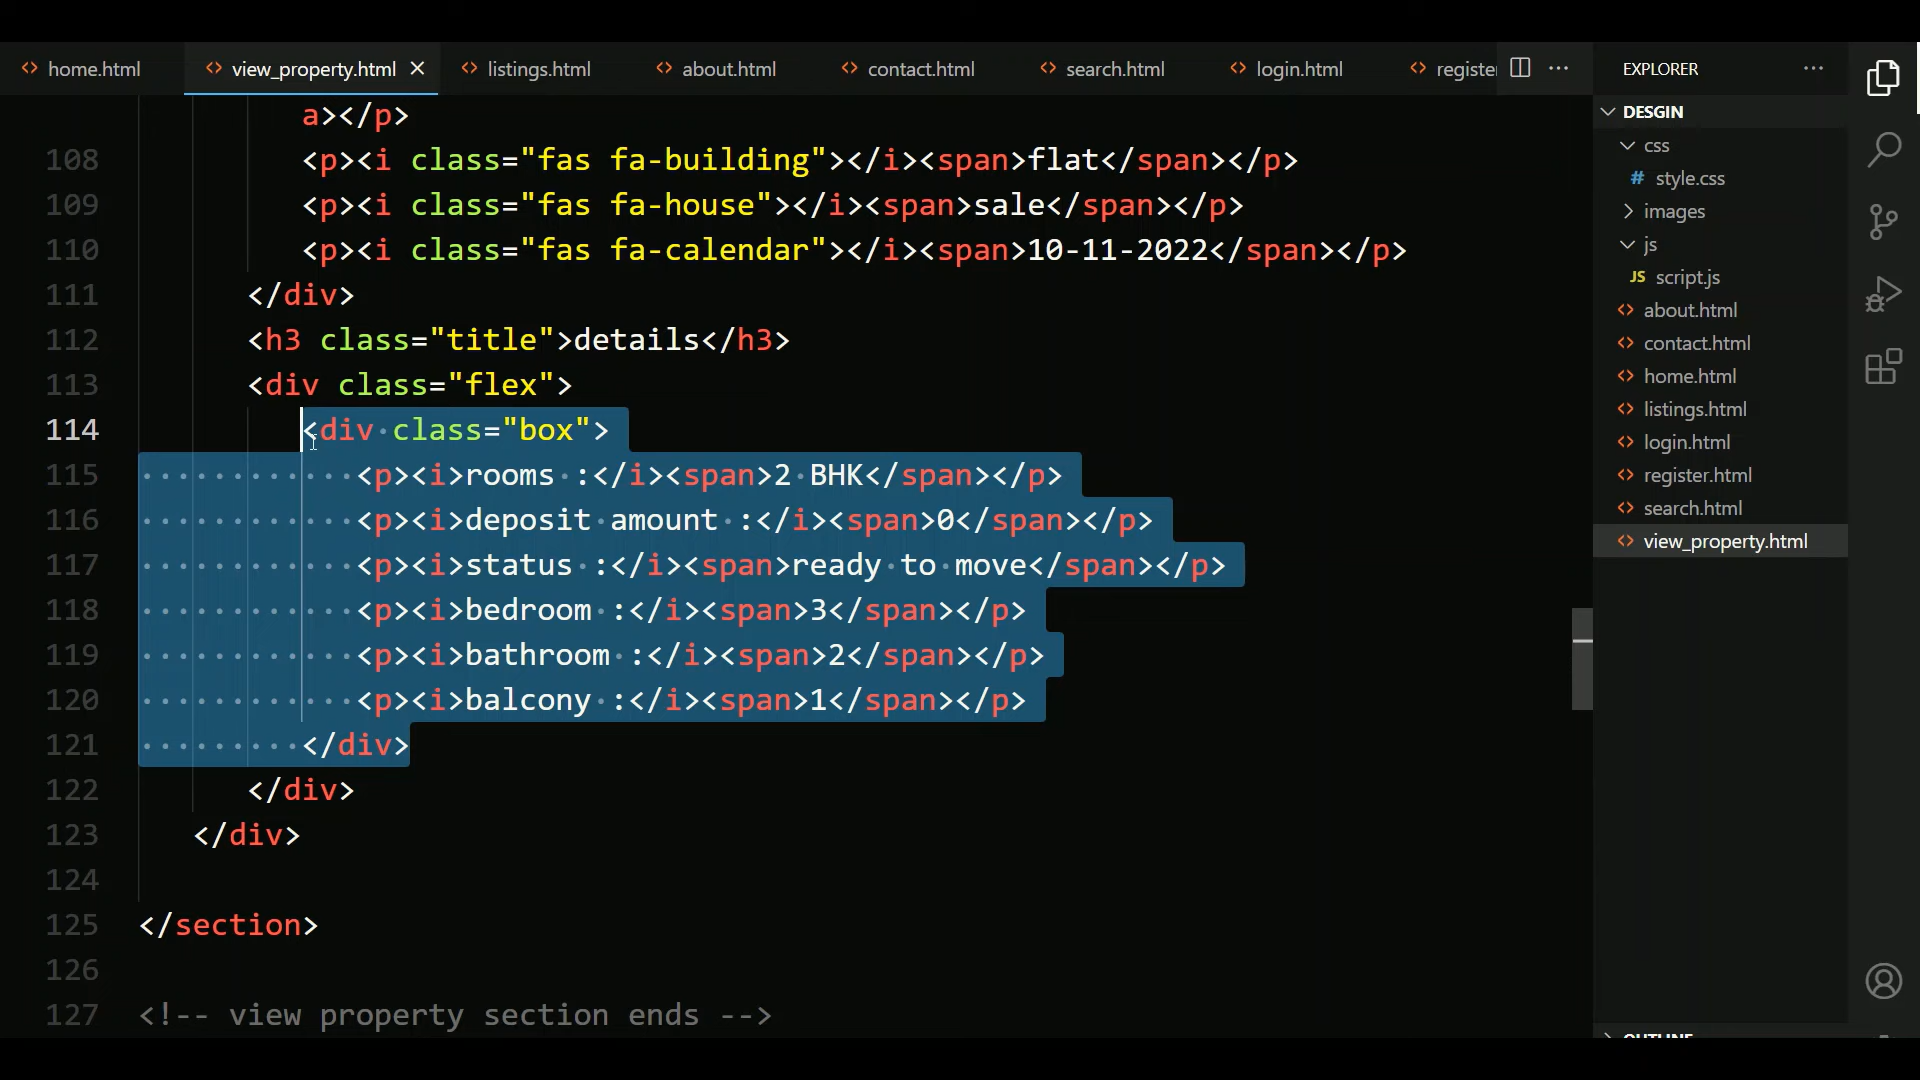 home.html view_property.html listings.html about.html contact.html search.html login.html register
EXPLORER
DESGIN
css
# style.css
images
js
JS script.js
about.html
contact.html
home.html
listings.html
login.html
register.html
search.html
view_property.html
OUTLINE
a></p>
108 <p><i class="fas fa-building"></i><span>flat</span></p>
109 <p><i class="fas fa-house"></i><span>sale</span></p>
110 <p><i class="fas fa-calendar"></i><span>10-11-2022</span></p>
111 </div>
112 <h3 class="title">details</h3>
113 <div class="flex">
114 <div class="box">
115 <p><i>rooms :</i><span>2 BHK</span></p>
116 <p><i>deposit amount :</i><span>0</span></p>
117 <p><i>status :</i><span>ready to move</span></p>
118 <p><i>bedroom :</i><span>3</span></p>
119 <p><i>bathroom :</i><span>2</span></p>
120 <p><i>balcony :</i><span>1</span></p>
121 </div>
122 </div>
123 </div>
124
125 </section>
126
127 <!-- view property section ends -->